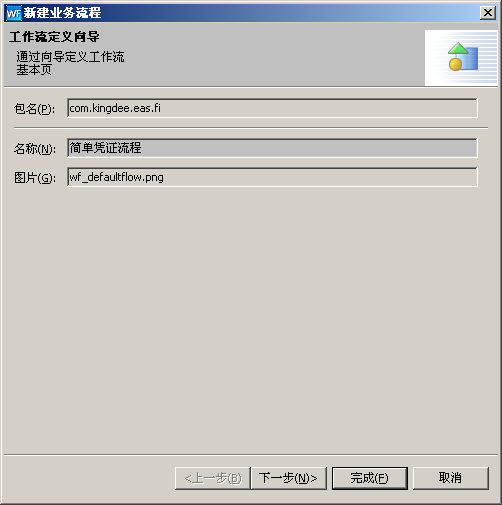 WF 新建业务流程
工作流定义向导
通过向导定义工作流
基本页
包名(P): com.kingdee.eas.fi
名称(N): 简单凭证流程
图片(G): wf_defaultflow.png
<上一步(B) 下一步(N)> 完成(F) 取消